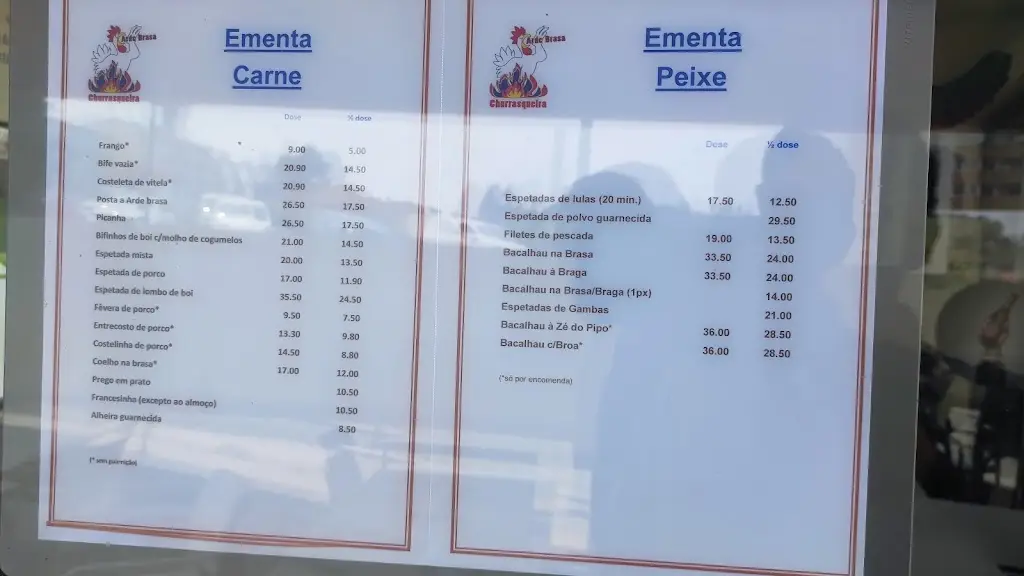 Arde Brasa
Churrasqueira
Ementa
Carne
Dose ½ dose
Frango* 9.00 5.00
Bife vazia* 20.90 14.50
Costeleta de vitela* 20.90 14.50
Posta a Arde brasa 26.50 17.50
Picanha 26.50 17.50
Bifinhos de boi c/molho de cogumelos 21.00 14.50
Espetada mista 20.00 13.50
Espetada de porco 17.00 11.90
Espetada de lombo de boi 35.50 24.50
Fêvera de porco* 9.50 7.50
Entrecosto de porco* 13.30 9.80
Costelinha de porco* 14.50 8.80
Coelho na brasa* 17.00 12.00
Prego em prato 10.50
Francesinho (excepto ao almoço) 10.50
Alheira guarnecida 8.50
(* sem guarnição)
Arde Brasa
Churrasqueira
Ementa
Peixe
Dose ½ dose
Espetadas de lulas (20 min.) 17.50 12.50
Espetada de polvo guarnecida 29.50
Filetes de pescada 19.00 13.50
Bacalhau na Brasa 33.50 24.00
Bacalhau à Braga 33.50 24.00
Bacalhau na Brasa/Braga (1px) 14.00
Espetadas de Gambas 21.00
Bacalhau à Zé do Pipo* 36.00 28.50
Bacalhau c/Broa* 36.00 28.50
(*só por encomenda)